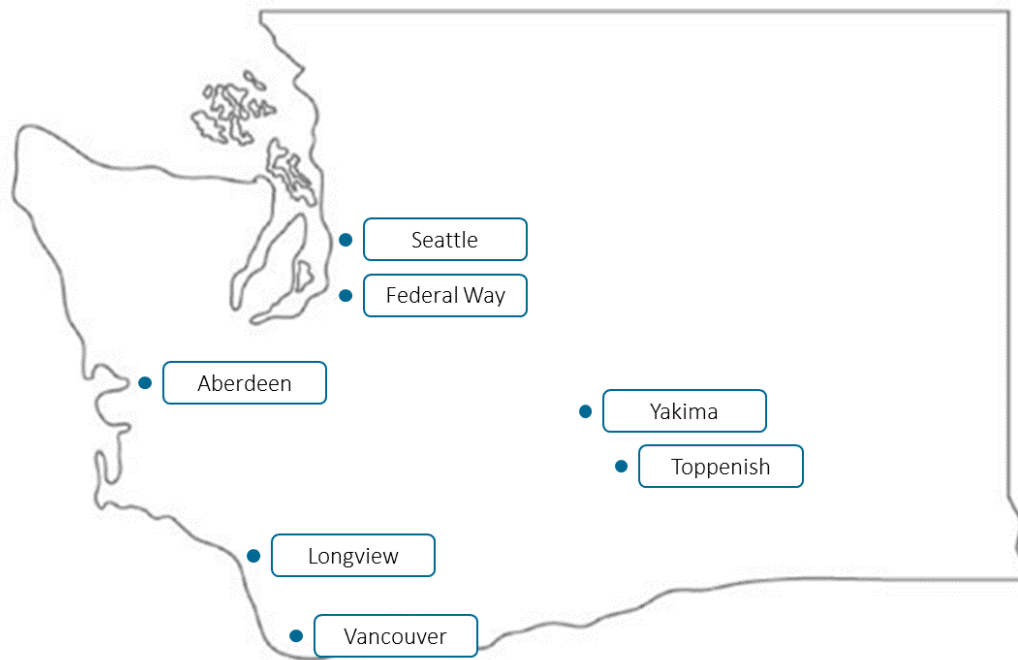 Seattle
Federal Way
Aberdeen
Yakima
Toppenish
Longview
Vancouver